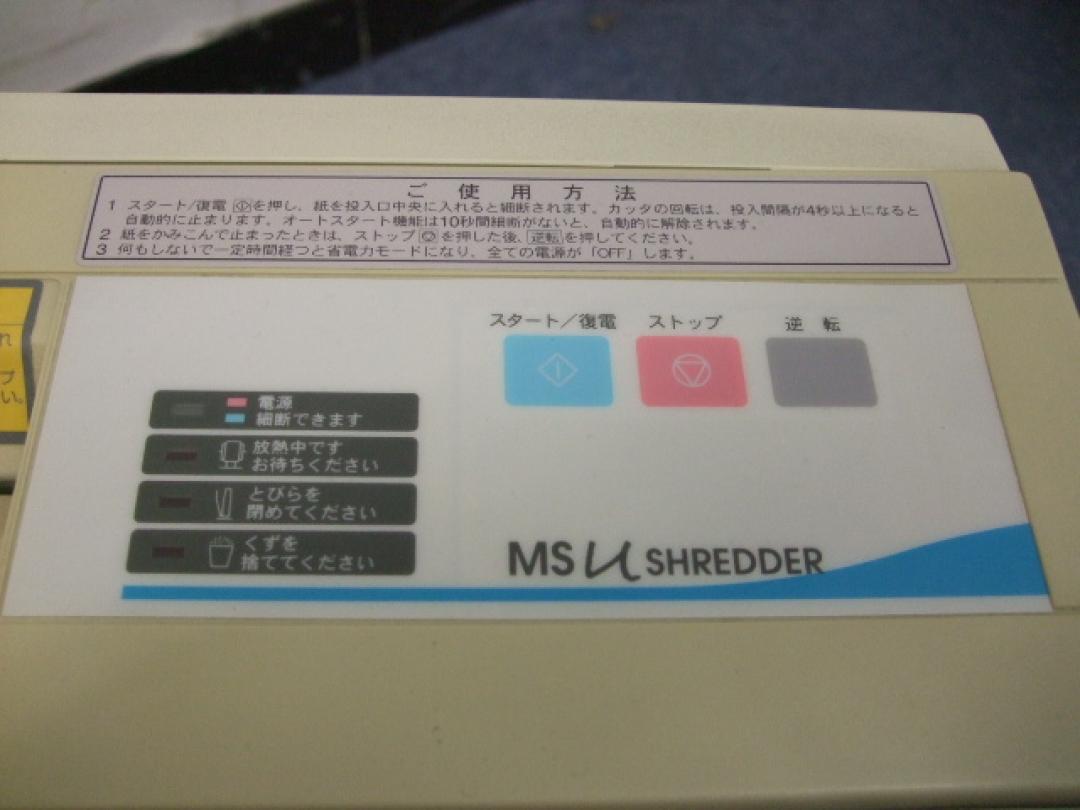 ご使用方法
1 スタート/復電 を押し、紙を投入口中央に入れると細断されます。カッタの回転は、投入間隔が4秒以上になると
自動的に止まります。オートスタート機能は10秒間細断がないと、自動的に解除されます。
2 紙をかみこんで止まったときは、ストップ を押した後、逆転を押してください。
3 何もしないで一定時間経つと省電力モードになり、全ての電源が「OFF」します。
スタート/復電 ストップ 逆転
電源
細断できます
放熱中です
お待ちください
とびらを
閉めてください
くずを
捨ててください
MS U SHREDDER
れ
プ
い。